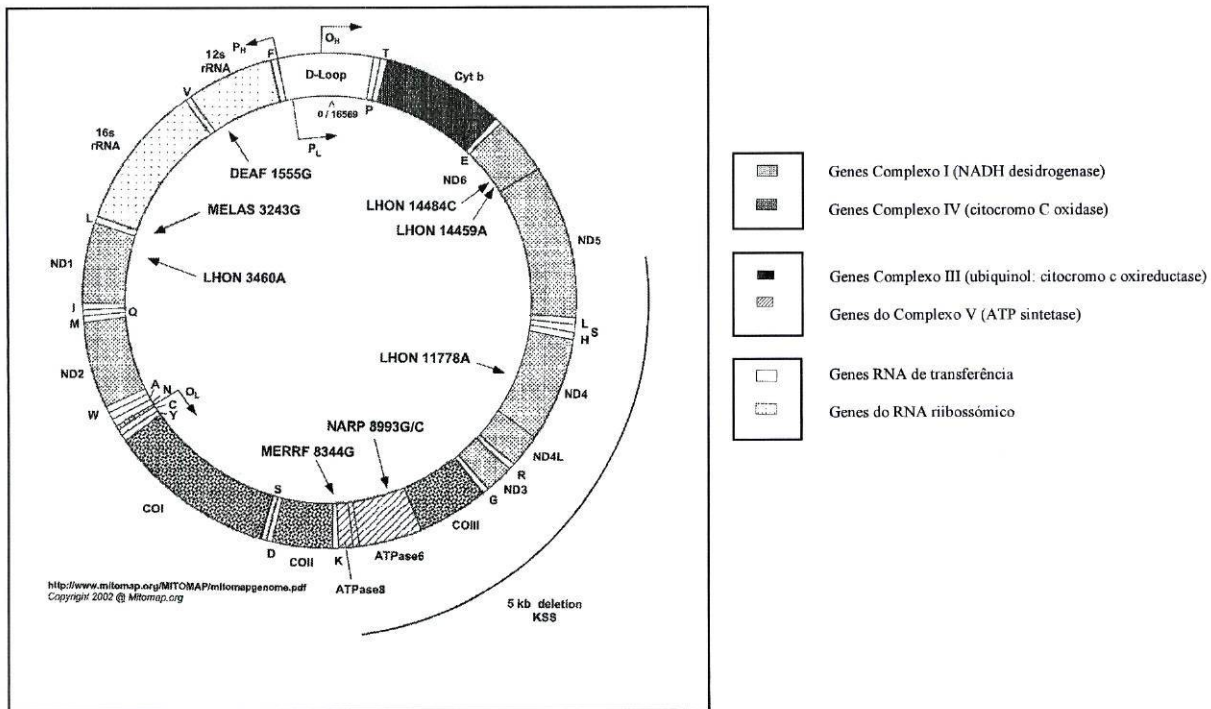 O_H
P_H
F
T
12s
rRNA
D-Loop
Cyt b
0 / 16569
P
V
P_L
16s
rRNA
E
ND6
DEAF 1555G
LHON 14484C
MELAS 3243G
LHON 14459A
L
ND5
ND1
LHON 3460A
I
Q
M
L
S
H
ND2
LHON 11778A
ND4
A
N
O_L
C
Y
W
NARP 8993G/C
MERRF 8344G
ND4L
R
ND3
G
COI
S
COIII
D
COII
K
ATPase6
ATPase8
http://www.mitomap.org/MITOMAP/mitomapgenome.pdf
Copyright 2002 @ Mitomap.org
5 kb deletion
KSS
Genes Complexo I (NADH desidrogenase)
Genes Complexo IV (citocromo C oxidase)
Genes Complexo III (ubiquinol: citocromo c oxireductase)
Genes do Complexo V (ATP sintetase)
Genes RNA de transferência
Genes do RNA riibossómico